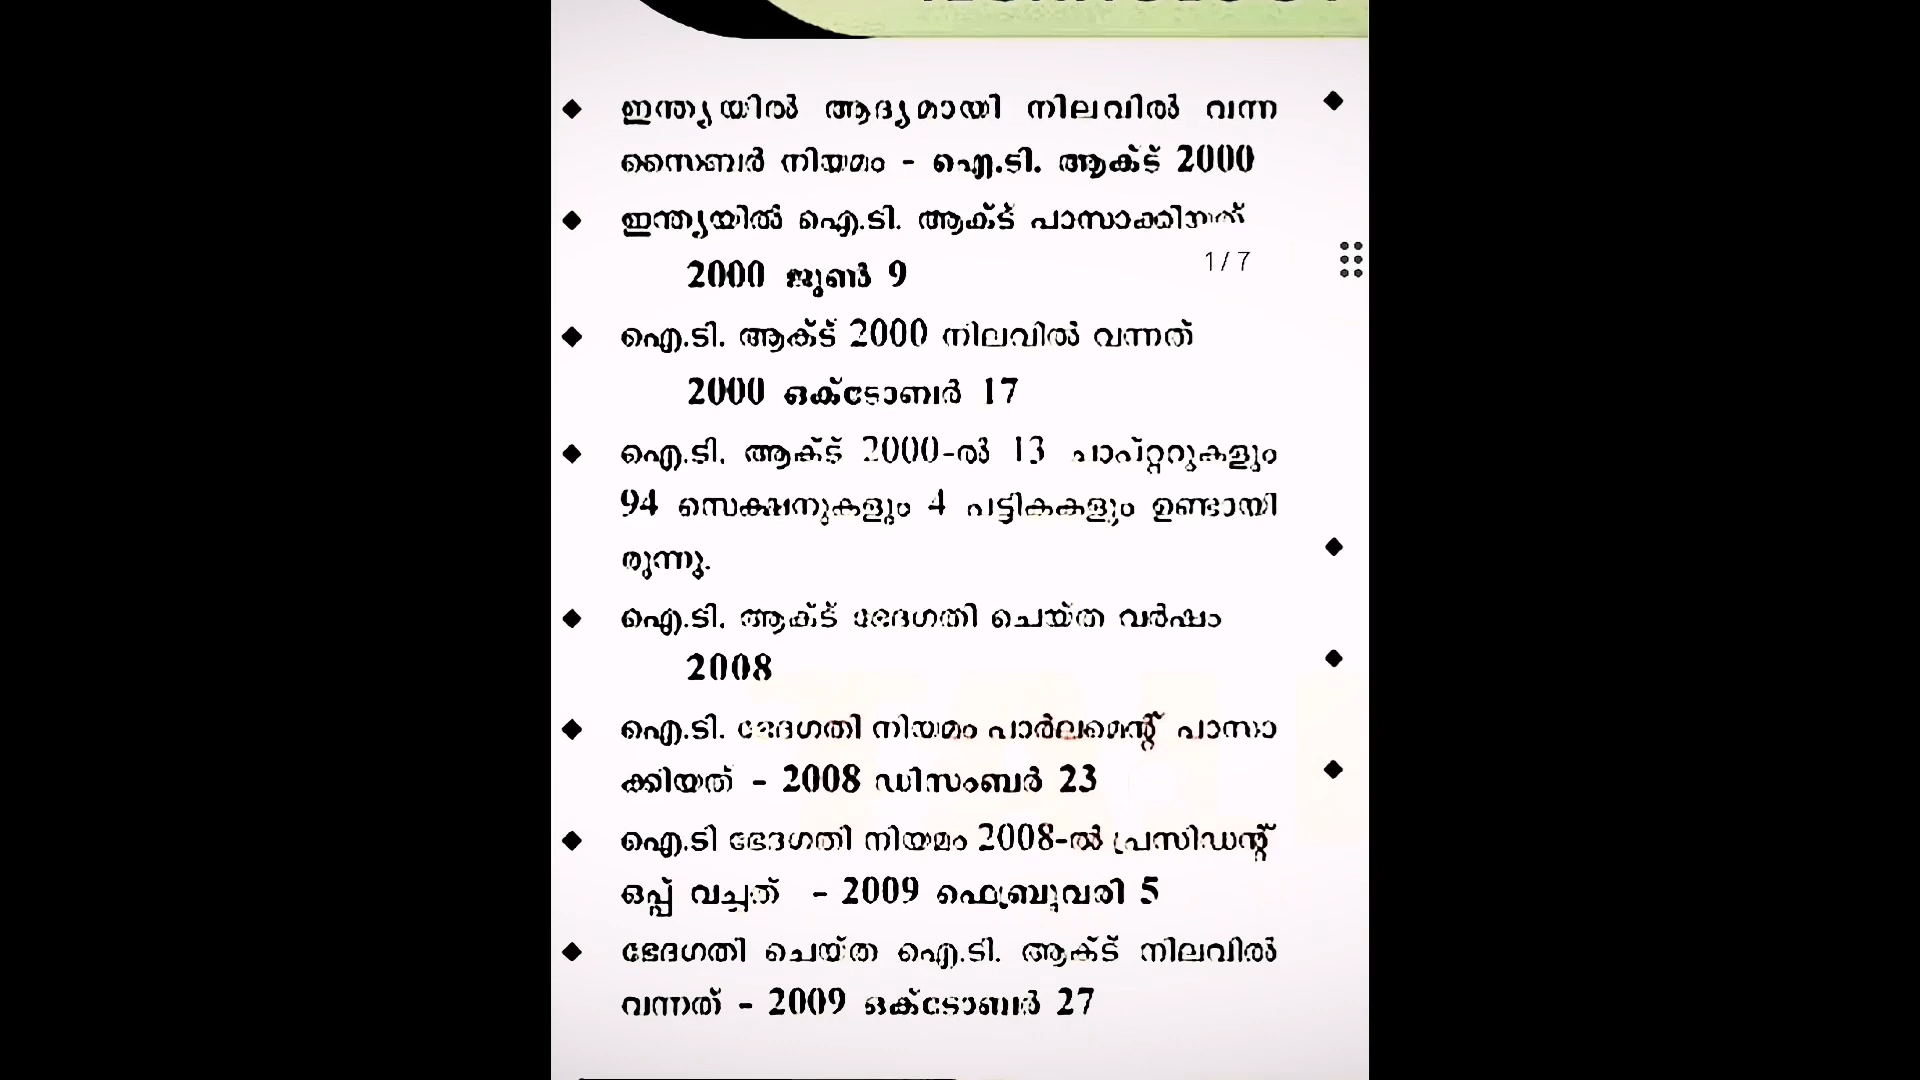 ഇന്ത്യയിൽ ആദ്യമായി നിലവിൽ വന്ന
സൈബർ നിയമം - ഐ.ടി. ആക്ട് 2000
ഇന്ത്യയിൽ ഐ.ടി. ആക്ട് പാസാക്കിയത്
1/7
2000 ജൂൺ 9
ഐ.ടി. ആക്ട് 2000 നിലവിൽ വന്നത്
2000 ഒക്ടോബർ 17
ഐ.ടി. ആക്ട് 2000-ൽ 13 ചാപ്റ്ററുകളും
94 സെക്ഷനുകളും 4 പട്ടികകളും ഉണ്ടായി
രുന്നു.
ഐ.ടി. ആക്ട് ഭേദഗതി ചെയ്ത വർഷം
2008
ഐ.ടി. ഭേദഗതി നിയമം പാർലമെന്റ് പാസാ
ക്കിയത് - 2008 ഡിസംബർ 23
ഐ.ടി ഭേദഗതി നിയമം 2008-ൽ പ്രസിഡന്റ്
ഒപ്പ് വച്ചത് - 2009 ഫെബ്രുവരി 5
ഭേദഗതി ചെയ്ത ഐ.ടി. ആക്ട് നിലവിൽ
വന്നത് - 2009 ഒക്ടോബർ 27